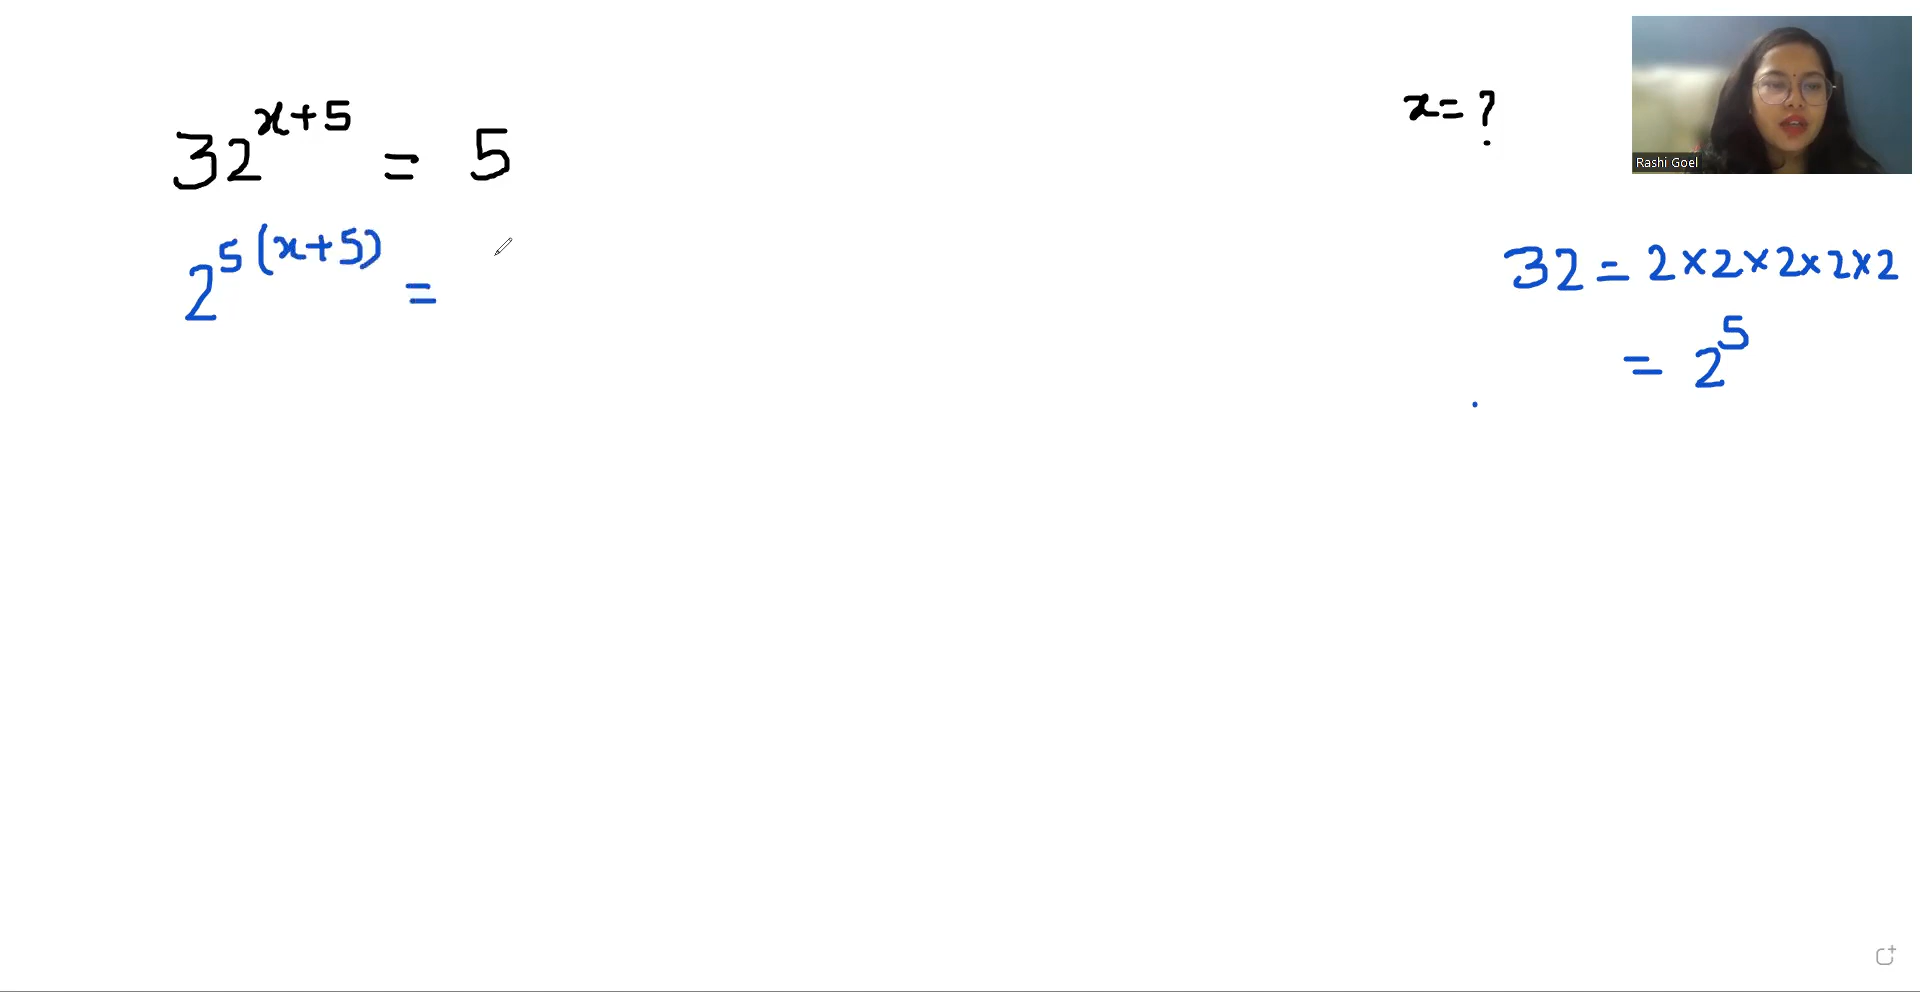 32^{x+5} = 5
x = ?
Rashi Goel
2^{5(x+5)} =
32 = 2×2×2×2×2
= 2^5